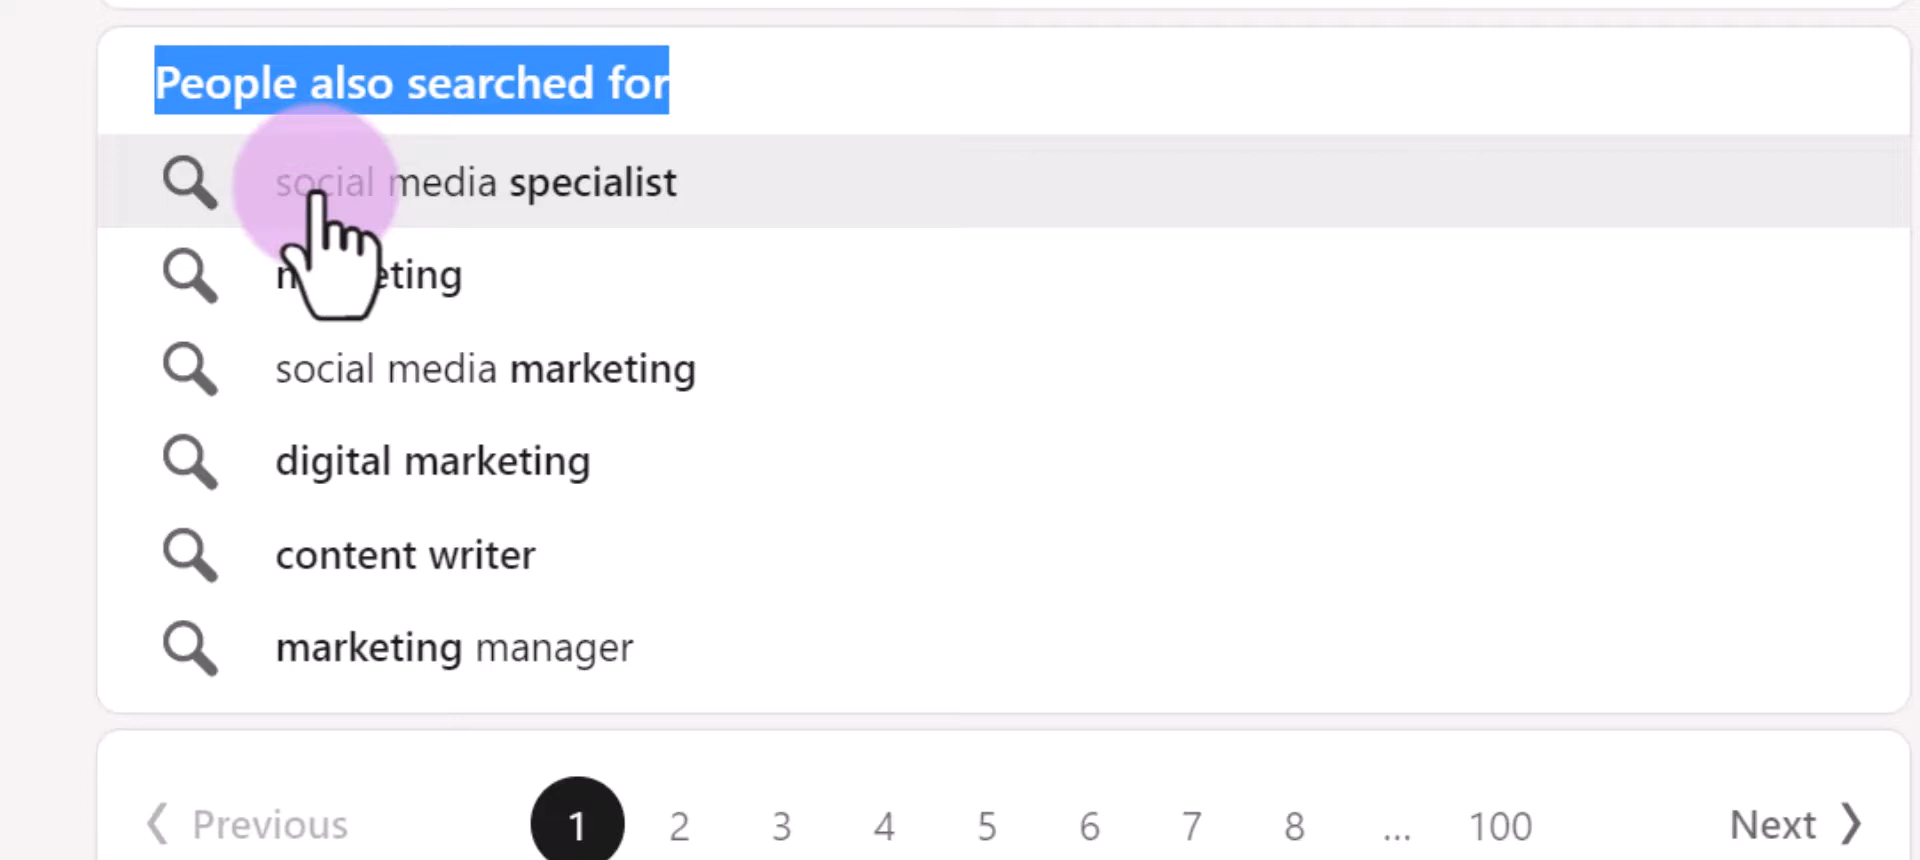 People also searched for
social media specialist
marketing
social media marketing
digital marketing
content writer
marketing manager
Previous 1 2 3 4 5 6 7 8 ... 100 Next